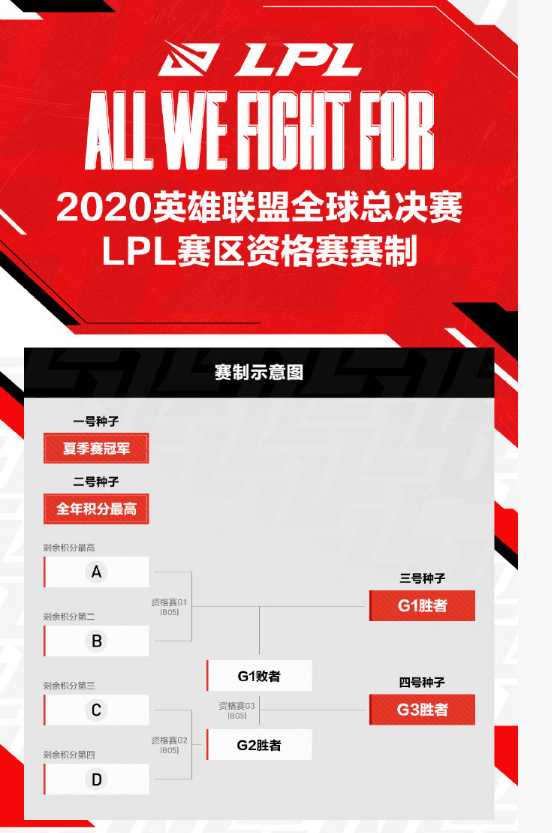 LPL
ALL WE FIGHT FOR
2020英雄联盟全球总决赛
LPL赛区资格赛赛制
赛制示意图
一号种子
夏季赛冠军
二号种子
全年积分最高
剩余积分最高
A
资格赛G1
(BO5)
剩余积分第二
B
三号种子
G1胜者
剩余积分第三
C
G1败者
资格赛G3
(BO5)
四号种子
G3胜者
资格赛G2
(BO5)
G2胜者
剩余积分第四
D